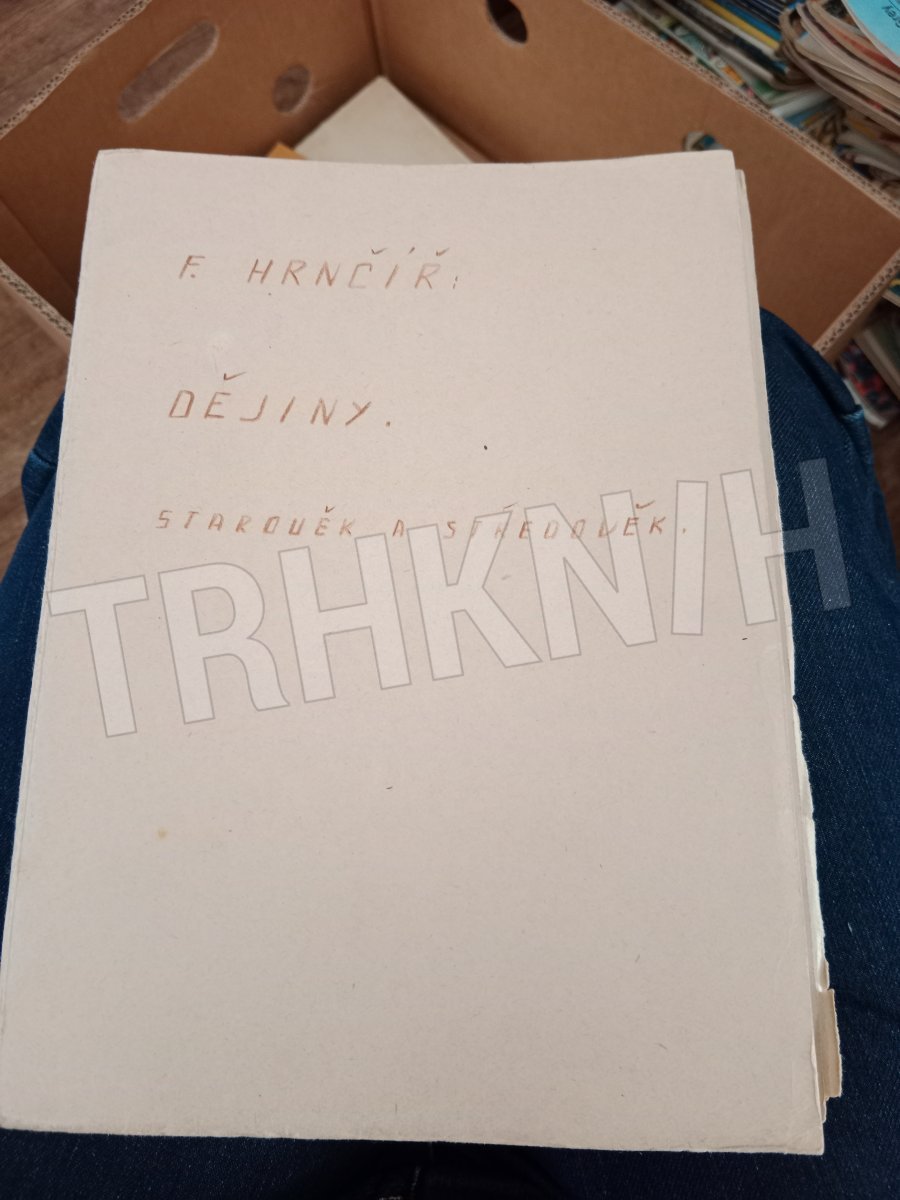 F. HRNČÍŘ:
DĚJINY.
STAROVĚK A STŘEDOVĚK.
TRHKNIH